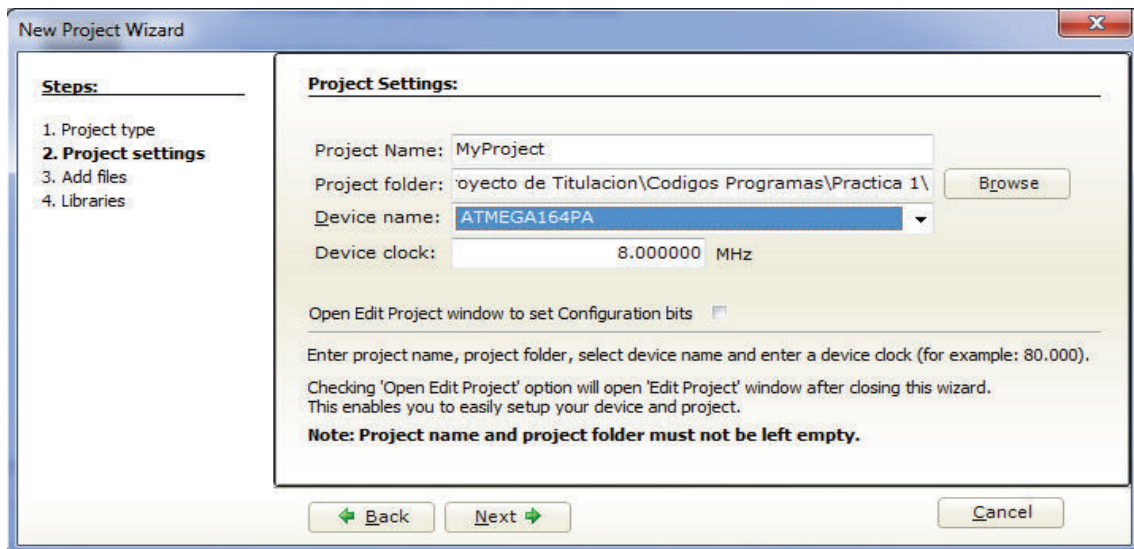 New Project Wizard
Steps:
1. Project type
2. Project settings
3. Add files
4. Libraries
Project Settings:
Project Name: MyProject
Project folder: royecto de Titulacion\Codigos Programas\Practica 1\ Browse
Device name: ATMEGA164PA
Device clock: 8.000000 MHz
Open Edit Project window to set Configuration bits
Enter project name, project folder, select device name and enter a device clock (for example: 80.000).
Checking 'Open Edit Project' option will open 'Edit Project' window after closing this wizard.
This enables you to easily setup your device and project.
Note: Project name and project folder must not be left empty.
Back Next Cancel